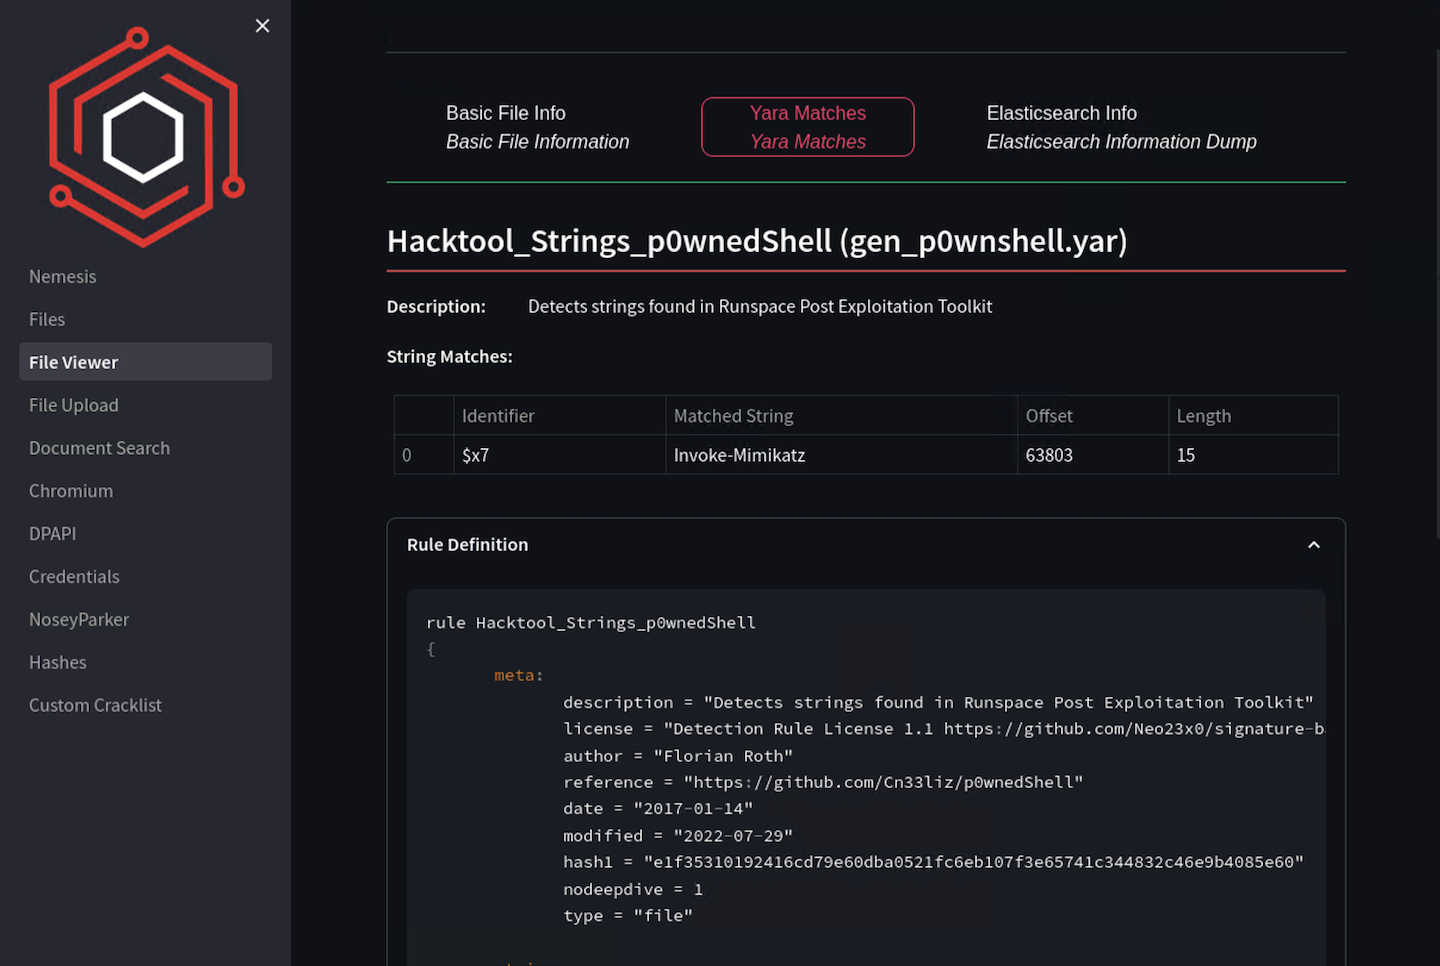 Nemesis
Files
File Viewer
File Upload
Document Search
Chromium
DPAPI
Credentials
NoseyParker
Hashes
Custom Cracklist
Basic File Info
Basic File Information
Yara Matches
Yara Matches
Elasticsearch Info
Elasticsearch Information Dump
Hacktool_Strings_p0wnedShell (gen_p0wnshell.yar)
Description: Detects strings found in Runspace Post Exploitation Toolkit
String Matches:
Identifier Matched String Offset Length
0 $x7 Invoke-Mimikatz 63803 15
Rule Definition
rule Hacktool_Strings_p0wnedShell
{
meta:
description = "Detects strings found in Runspace Post Exploitation Toolkit"
license = "Detection Rule License 1.1 https://github.com/Neo23x0/signature-b
author = "Florian Roth"
reference = "https://github.com/Cn33liz/p0wnedShell"
date = "2017-01-14"
modified = "2022-07-29"
hash1 = "e1f35310192416cd79e60dba0521fc6eb107f3e65741c344832c46e9b4085e60"
nodeepdive = 1
type = "file"